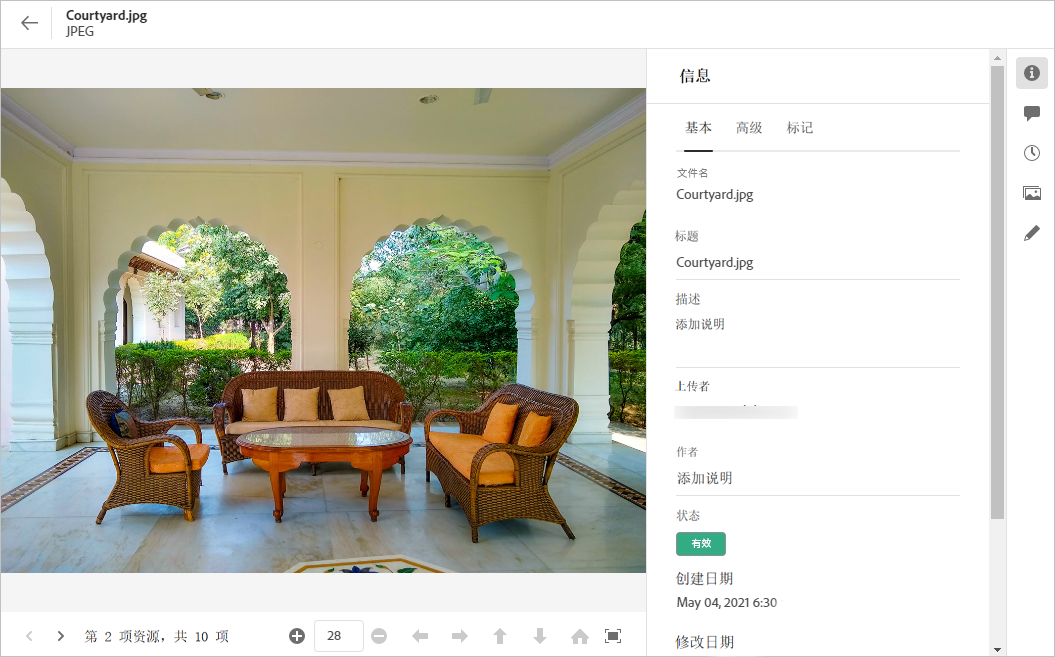 Courtyard.jpg
JPEG
信息
基本 高级 标记
文件名
Courtyard.jpg
标题
Courtyard.jpg
描述
添加说明
上传者
作者
添加说明
状态
有效
创建日期
May 04, 2021 6:30
修改日期
第 2 项资源，共 10 项
28